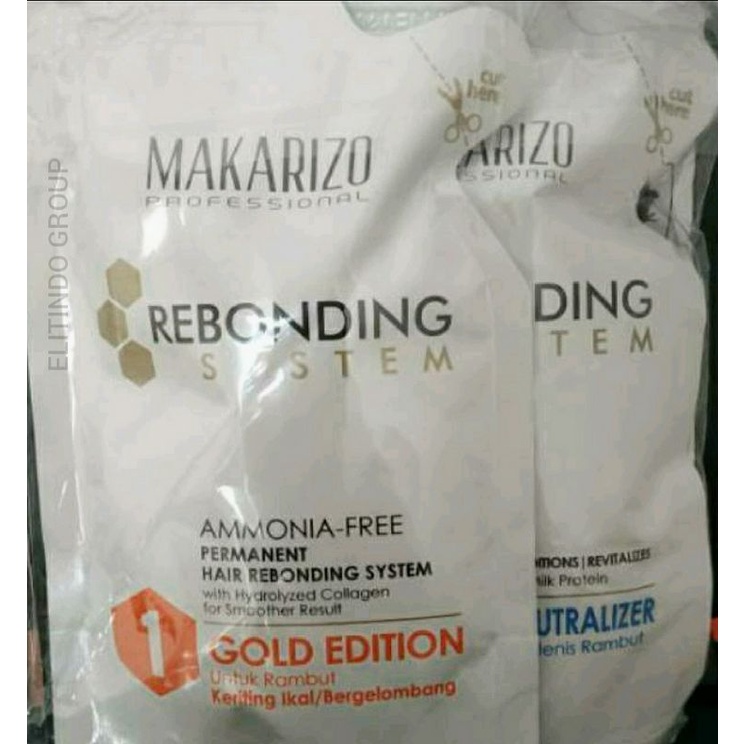 ELITINDO GROUP
cut
here
MAKARIZO
PROFESSIONAL
REBONDING
SYSTEM
AMMONIA-FREE
PERMANENT
HAIR REBONDING SYSTEM
with Hydrolyzed Collagen
for Smoother Result
1
GOLD EDITION
Untuk Rambut
Keriting Ikal/Bergelombang
cut
here
ARIZO
SSIONAL
DING
TEM
ITIONS | REVITALIZES
ilk Protein
UTRALIZER
enis Rambut